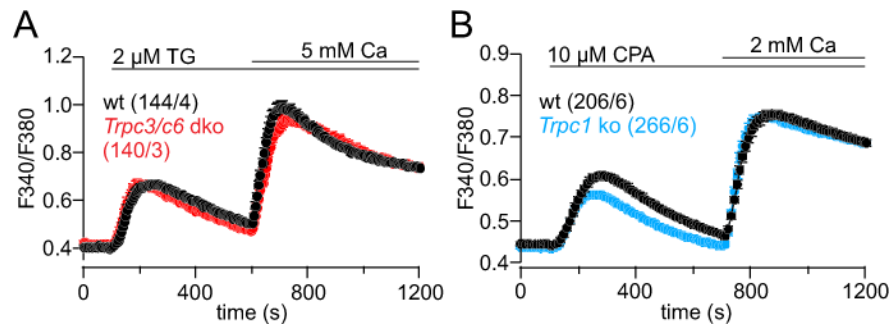 A
2 µM TG
5 mM Ca
wt (144/4)
Trpc3/c6 dko
(140/3)
F340/F380
1.2
1.0
0.8
0.6
0.4
0
400
800
1200
time (s)
B
10 µM CPA
2 mM Ca
wt (206/6)
Trpc1 ko (266/6)
F340/F380
0.9
0.8
0.7
0.6
0.5
0.4
0
400
800
1200
time (s)